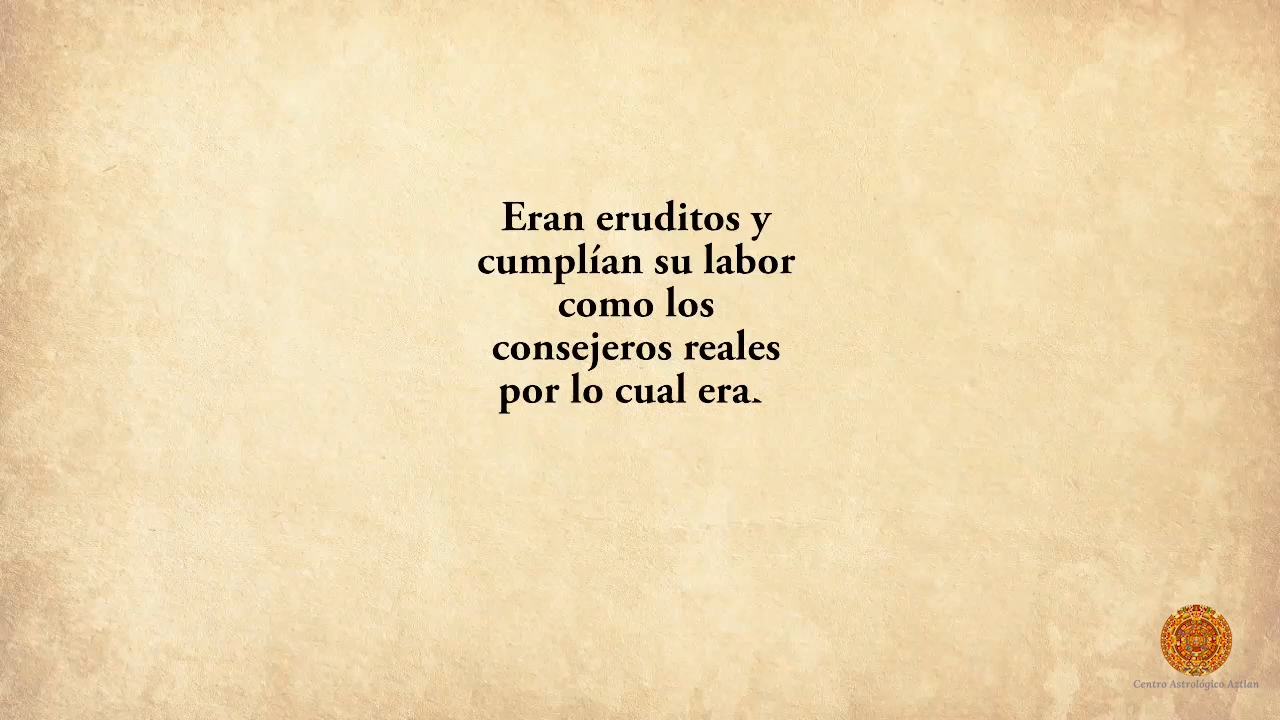 Eran eruditos y
cumplían su labor
como los
consejeros reales
por lo cual era
Centro Astrológico Aztlan